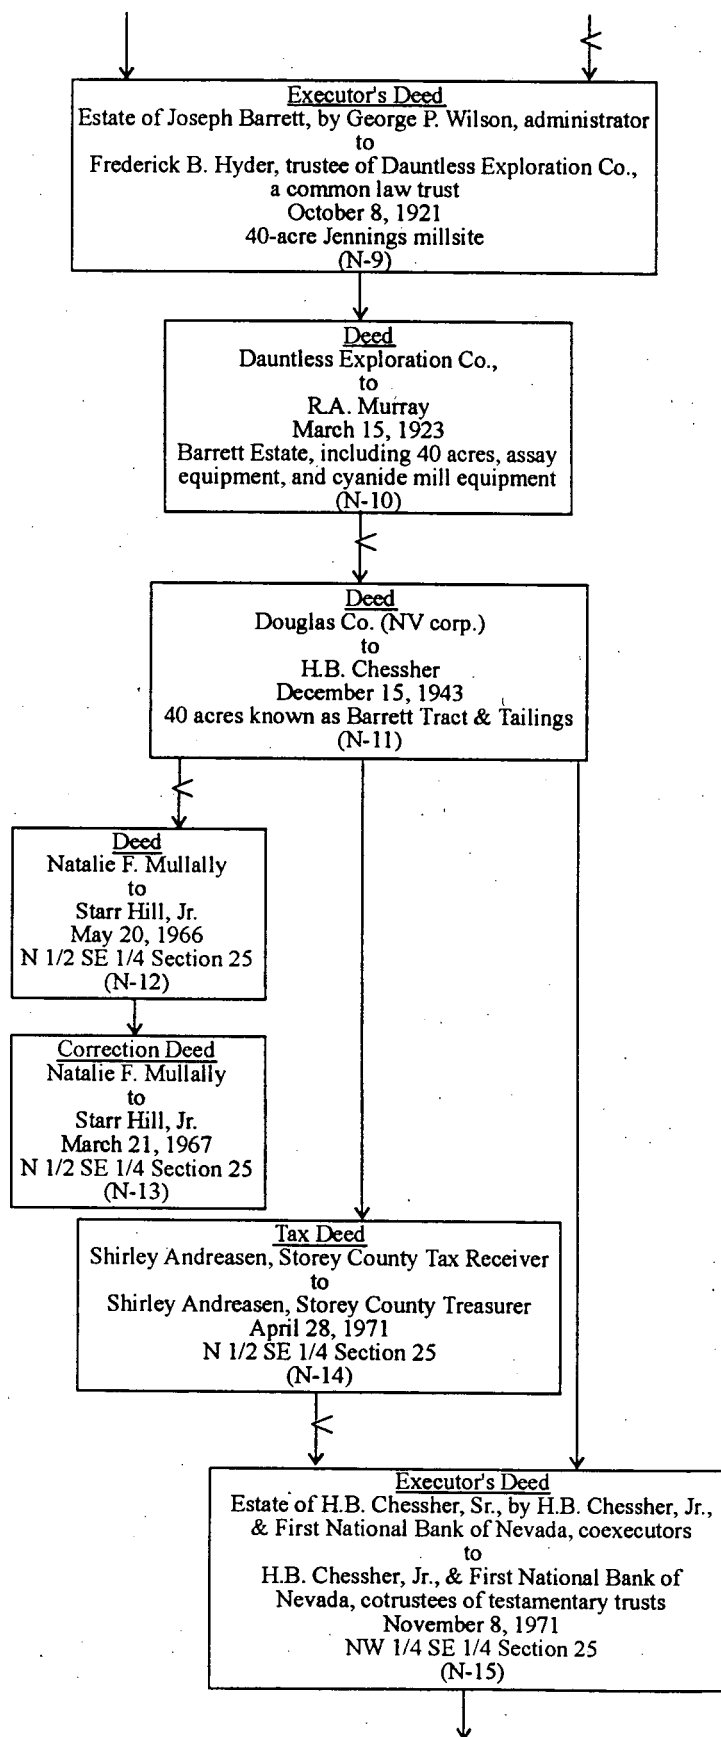 Executor's Deed
Estate of Joseph Barrett, by George P. Wilson, administrator
to
Frederick B. Hyder, trustee of Dauntless Exploration Co.,
a common law trust
October 8, 1921
40-acre Jennings millsite
(N-9)
Deed
Dauntless Exploration Co.,
to
R.A. Murray
March 15, 1923
Barrett Estate, including 40 acres, assay
equipment, and cyanide mill equipment
(N-10)
Deed
Douglas Co. (NV corp.)
to
H.B. Chessher
December 15, 1943
40 acres known as Barrett Tract & Tailings
(N-11)
Deed
Natalie F. Mullally
to
Starr Hill, Jr.
May 20, 1966
N 1/2 SE 1/4 Section 25
(N-12)
Correction Deed
Natalie F. Mullally
to
Starr Hill, Jr.
March 21, 1967
N 1/2 SE 1/4 Section 25
(N-13)
Tax Deed
Shirley Andreasen, Storey County Tax Receiver
to
Shirley Andreasen, Storey County Treasurer
April 28, 1971
N 1/2 SE 1/4 Section 25
(N-14)
Executor's Deed
Estate of H.B. Chessher, Sr., by H.B. Chessher, Jr.,
& First National Bank of Nevada, coexecutors
to
H.B. Chessher, Jr., & First National Bank of
Nevada, cotrustees of testamentary trusts
November 8, 1971
NW 1/4 SE 1/4 Section 25
(N-15)